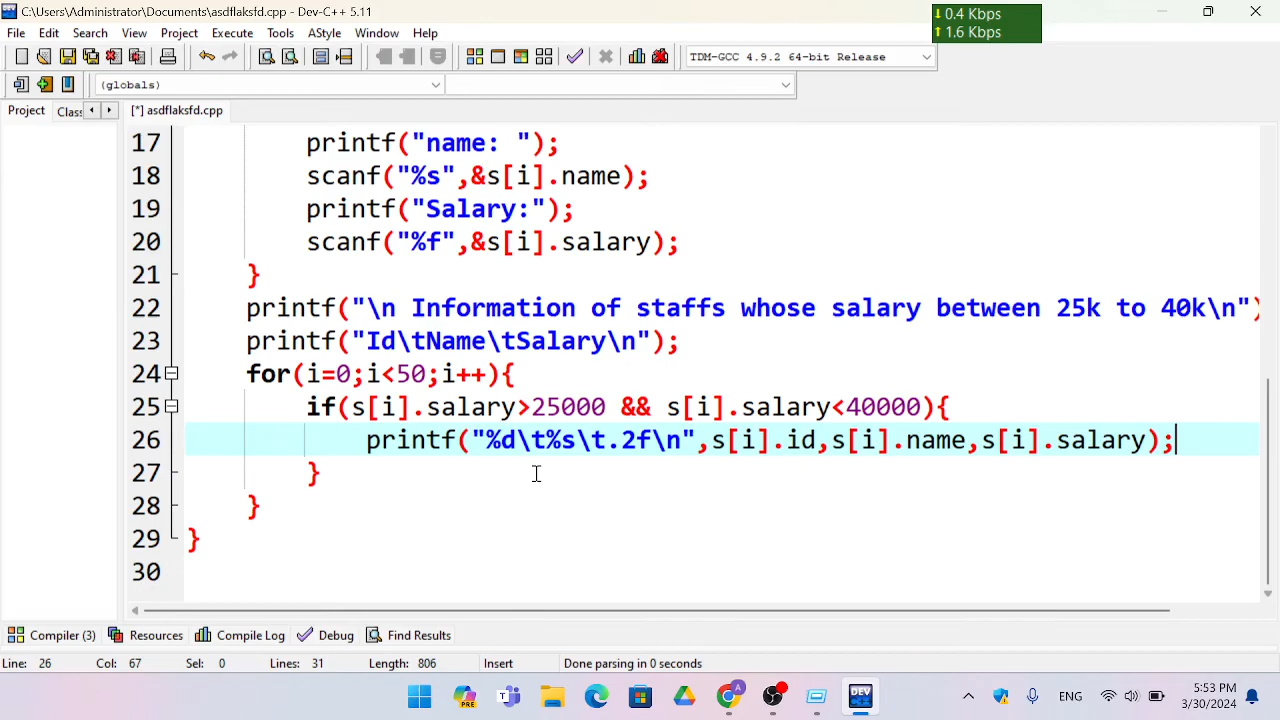 C:\Users\Administrator\Documents\asdflaksfd.cpp - Dev-C++ 5.11
0.4 Kbps
1.6 Kbps
File Edit Search View Project Execute Tools AStyle Window Help
TDM-GCC 4.9.2 64-bit Release
(globals)
Project Clas [*] asdflaksfd.cpp
17 printf("name: ");
18 scanf("%s",&s[i].name);
19 printf("Salary:");
20 scanf("%f",&s[i].salary);
21 }
22 printf("\n Information of staffs whose salary between 25k to 40k\n")
23 printf("Id\tName\tSalary\n");
24 for(i=0;i<50;i++){
25 if(s[i].salary>25000 && s[i].salary<40000){
26 printf("%d\t%s\t.2f\n",s[i].id,s[i].name,s[i].salary);
27 }
28 }
29 }
30
Compiler (3) Resources Compile Log Debug Find Results
Line: 26 Col: 67 Sel: 0 Lines: 31 Length: 806 Insert Done parsing in 0 seconds
PRE T A DEV ENG 5:53 PM
3/30/2024